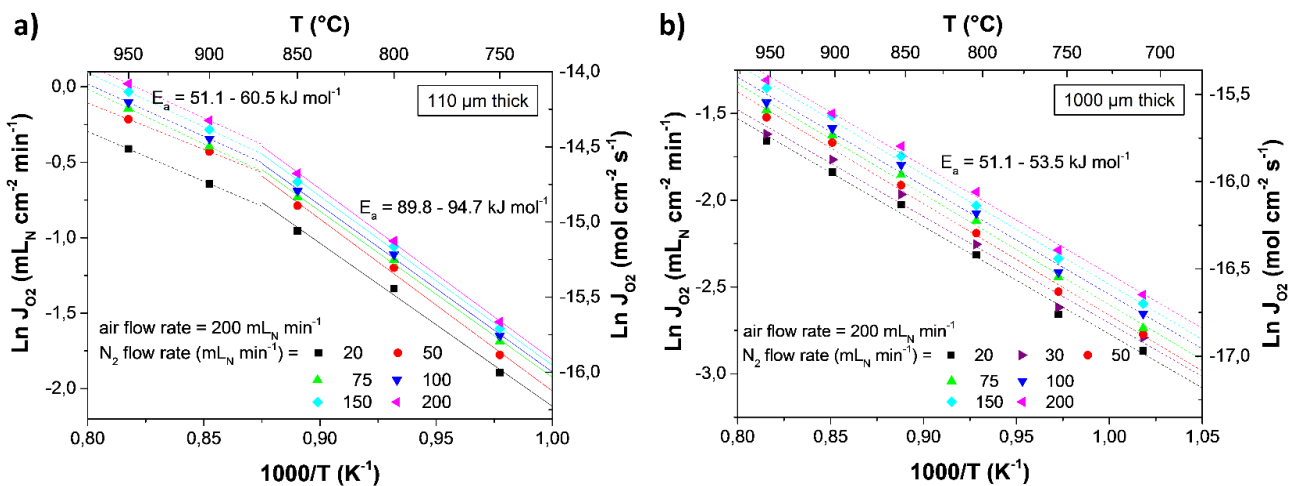 a)
T (°C)
950 900 850 800 750
0.0
-0.5
-1.0
-1.5
-2.0
Ln J_O2 (mL_N cm⁻² min⁻¹)
E_a = 51.1 - 60.5 kJ mol⁻¹
110 µm thick
E_a = 89.8 - 94.7 kJ mol⁻¹
air flow rate = 200 mL_N min⁻¹
N₂ flow rate (mL_N min⁻¹) = 20 50
75 100
150 200
-14.0
-14.5
-15.0
-15.5
-16.0
Ln J_O2 (mol cm⁻² s⁻¹)
0,80 0,85 0,90 0,95 1,00
1000/T (K⁻¹)
b)
T (°C)
950 900 850 800 750 700
-1.5
-2.0
-2.5
-3.0
Ln J_O2 (mL_N cm⁻² min⁻¹)
1000 µm thick
E_a = 51.1 - 53.5 kJ mol⁻¹
air flow rate = 200 mL_N min⁻¹
N₂ flow rate (mL_N min⁻¹) = 20 30 50
75 100
150 200
-15.5
-16.0
-16.5
-17.0
Ln J_O2 (mol cm⁻² s⁻¹)
0,80 0,85 0,90 0,95 1,00 1,05
1000/T (K⁻¹)